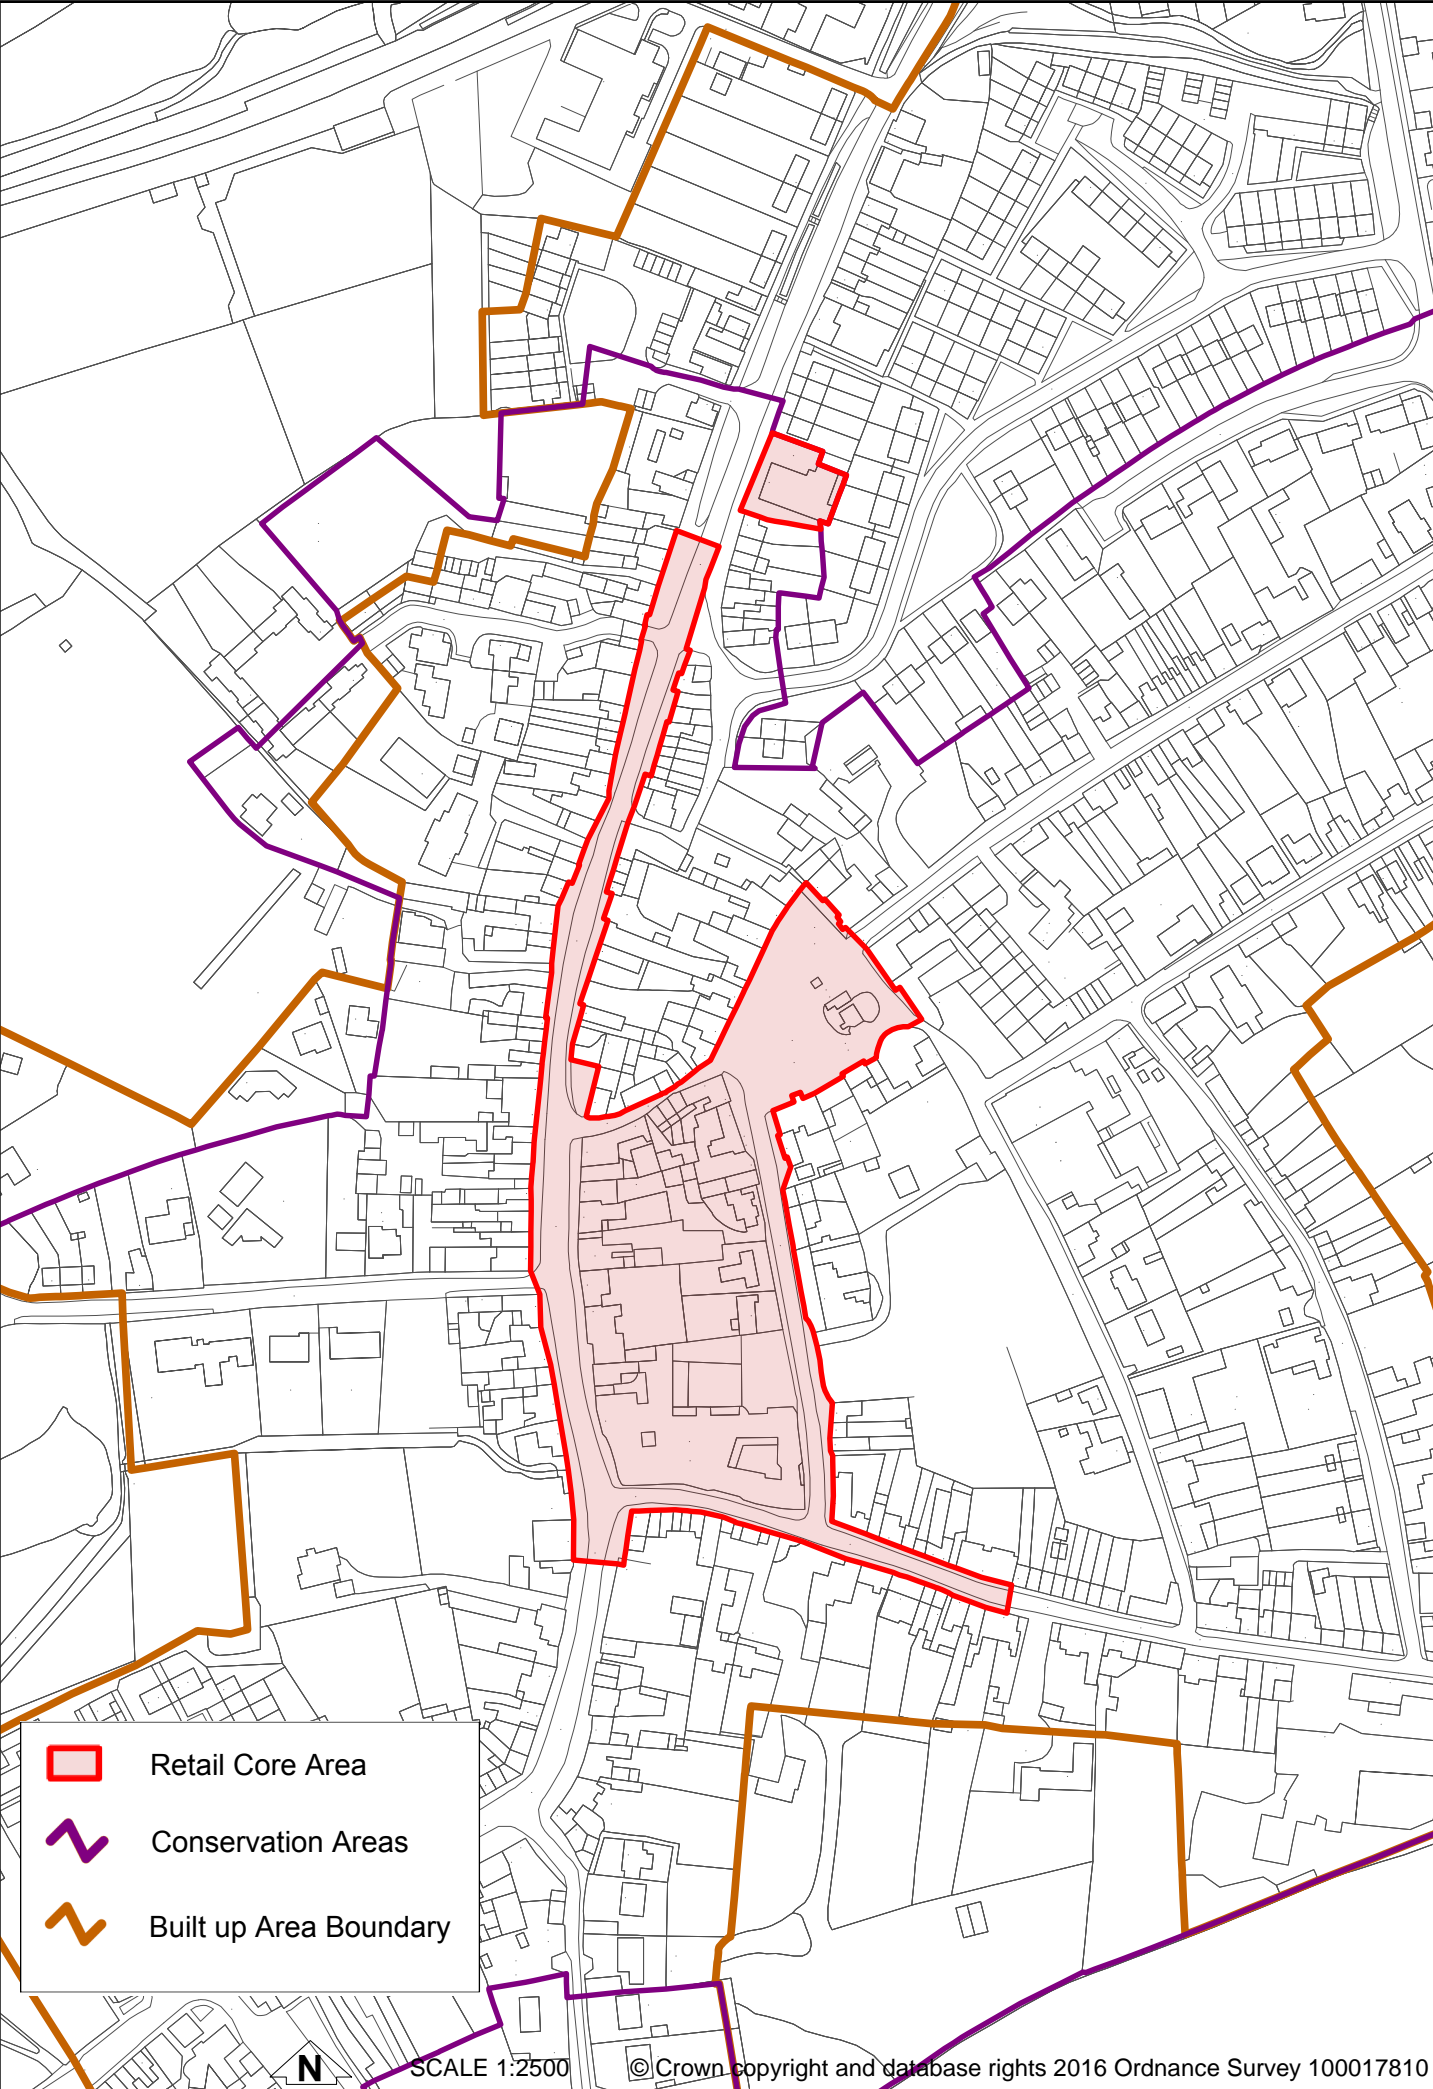 Retail Core Area
Conservation Areas
Built up Area Boundary
N
SCALE 1:2500
© Crown copyright and database rights 2016 Ordnance Survey 100017810